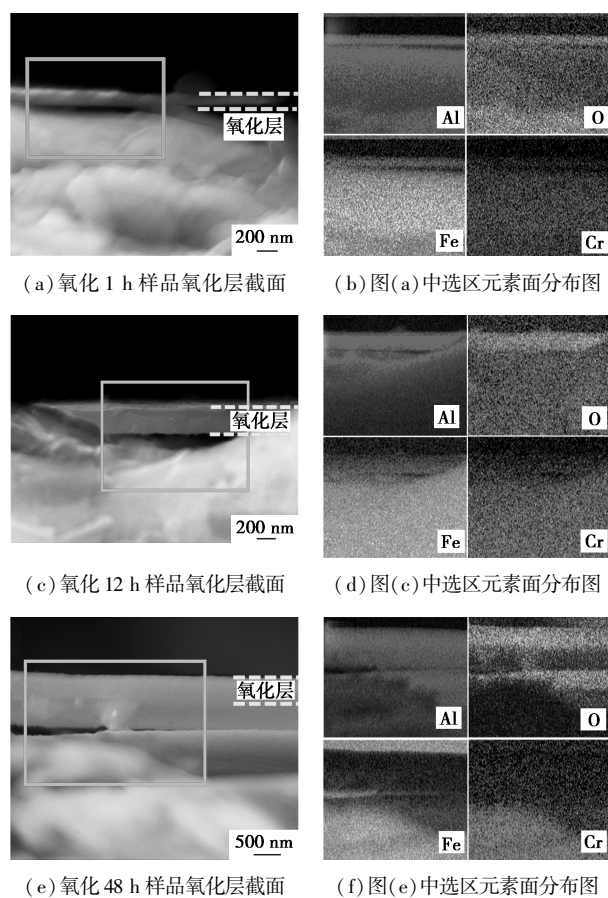 氧化层
200 nm
Al
O
Fe
Cr
(a)氧化 1 h 样品氧化层截面
(b)图(a)中选区元素面分布图
氧化层
200 nm
Al
O
Fe
Cr
(c)氧化 12 h 样品氧化层截面
(d)图(c)中选区元素面分布图
氧化层
500 nm
Al
O
Fe
Cr
(e)氧化 48 h 样品氧化层截面
(f)图(e)中选区元素面分布图